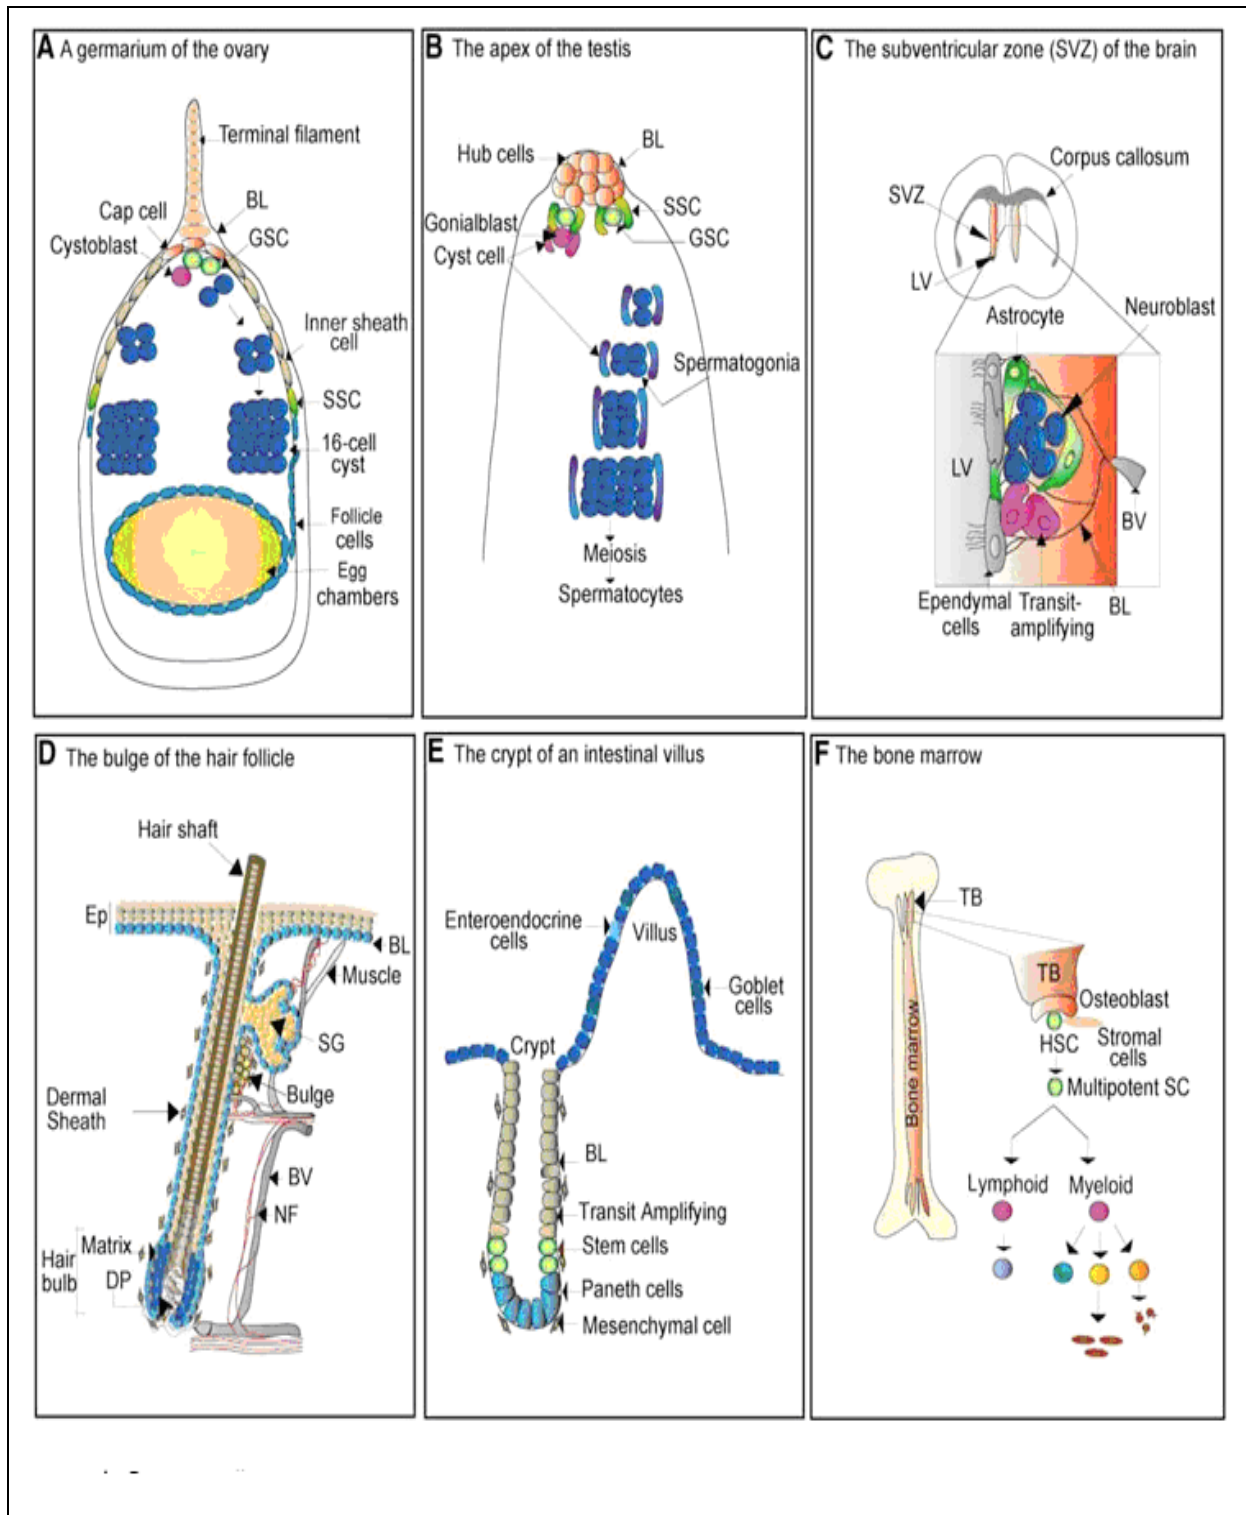 A A germarium of the ovary
Terminal filament
BL
Cap cell
GSC
Cystoblast
Inner sheath
cell
SSC
16-cell
cyst
Follicle
cells
Egg
chambers
B The apex of the testis
BL
Hub cells
SSC
Gonialblast
GSC
Cyst cell
Spermatogonia
Meiosis
Spermatocytes
C The subventricular zone (SVZ) of the brain
Corpus callosum
SVZ
LV
Neuroblast
Astrocyte
LV
BV
Ependymal
cells
Transit-
amplifying
BL
D The bulge of the hair follicle
Hair shaft
Ep
BL
Muscle
SG
Bulge
Dermal
Sheath
BV
NF
Matrix
Hair
bulb
DP
E The crypt of an intestinal villus
Enteroendocrine
cells
Villus
Goblet
cells
Crypt
BL
Transit Amplifying
Stem cells
Paneth cells
Mesenchymal cell
F The bone marrow
TB
TB
Osteoblast
Bone marrow
HSC
Stromal
cells
Multipotent SC
Lymphoid
Myeloid